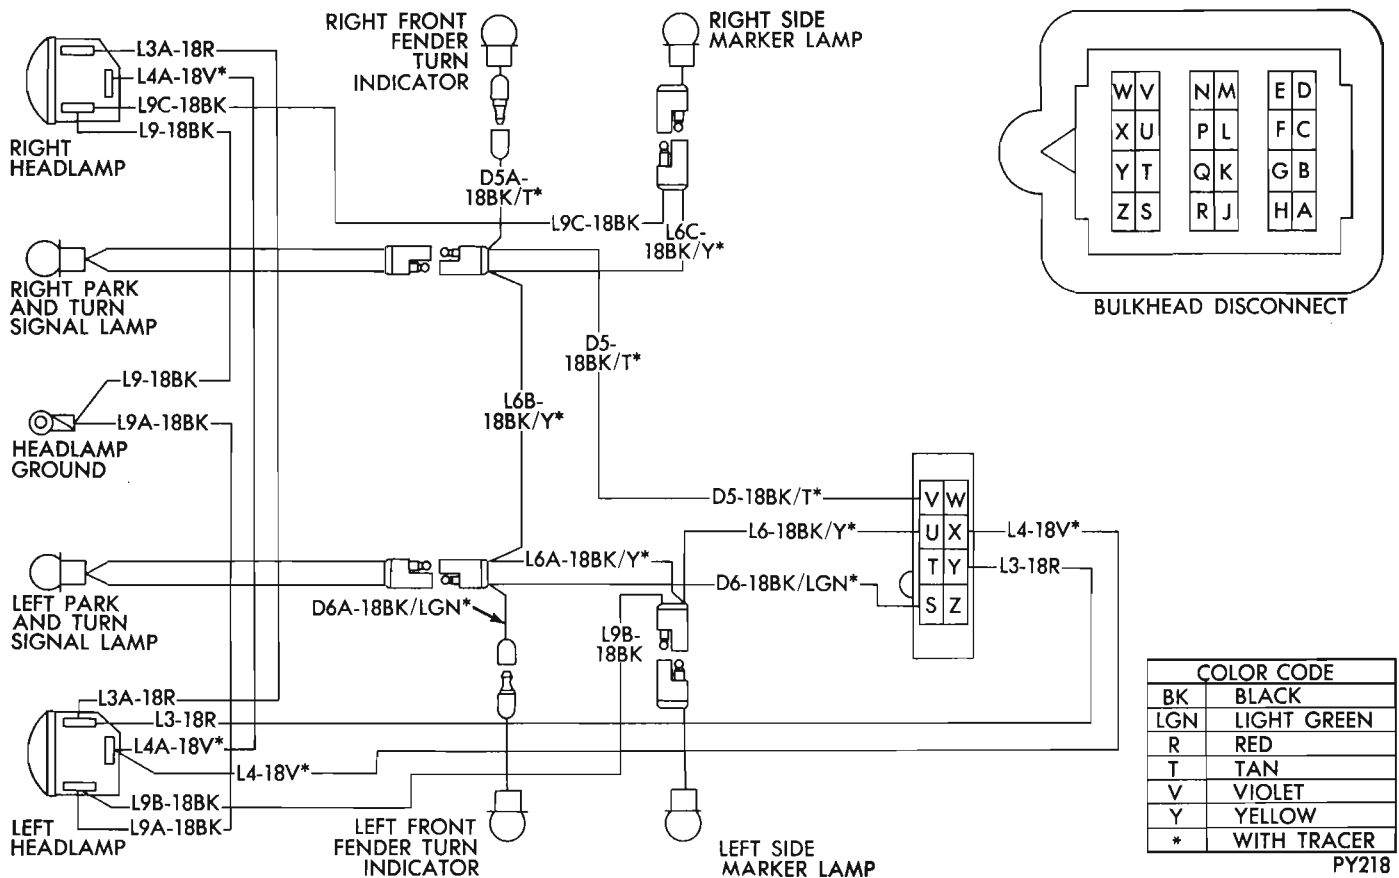 RIGHT FRONT
FENDER
TURN
INDICATOR
RIGHT SIDE
MARKER LAMP
L3A-18R
L4A-18V*
L9C-18BK
L9-18BK
RIGHT
HEADLAMP
D5A-
18BK/T*
L9C-18BK
L6C-
18BK/Y*
W V
X U
Y T
Z S
N M
P L
Q K
R J
E D
F C
G B
H A
BULKHEAD DISCONNECT
RIGHT PARK
AND TURN
SIGNAL LAMP
D5-
18BK/T*
L9-18BK
L6B-
18BK/Y*
L9A-18BK
HEADLAMP
GROUND
D5-18BK/T*
L6-18BK/Y*
L6A-18BK/Y*
D6-18BK/LGN*
V W
U X
T Y
S Z
L4-18V*
L3-18R
LEFT PARK
AND TURN
SIGNAL LAMP
D6A-18BK/LGN*
L9B-
18BK
L3A-18R
L3-18R
L4A-18V*
L4-18V*
L9B-18BK
L9A-18BK
LEFT
HEADLAMP
LEFT FRONT
FENDER TURN
INDICATOR
LEFT SIDE
MARKER LAMP
COLOR CODE
BK BLACK
LGN LIGHT GREEN
R RED
T TAN
V VIOLET
Y YELLOW
* WITH TRACER
PY218